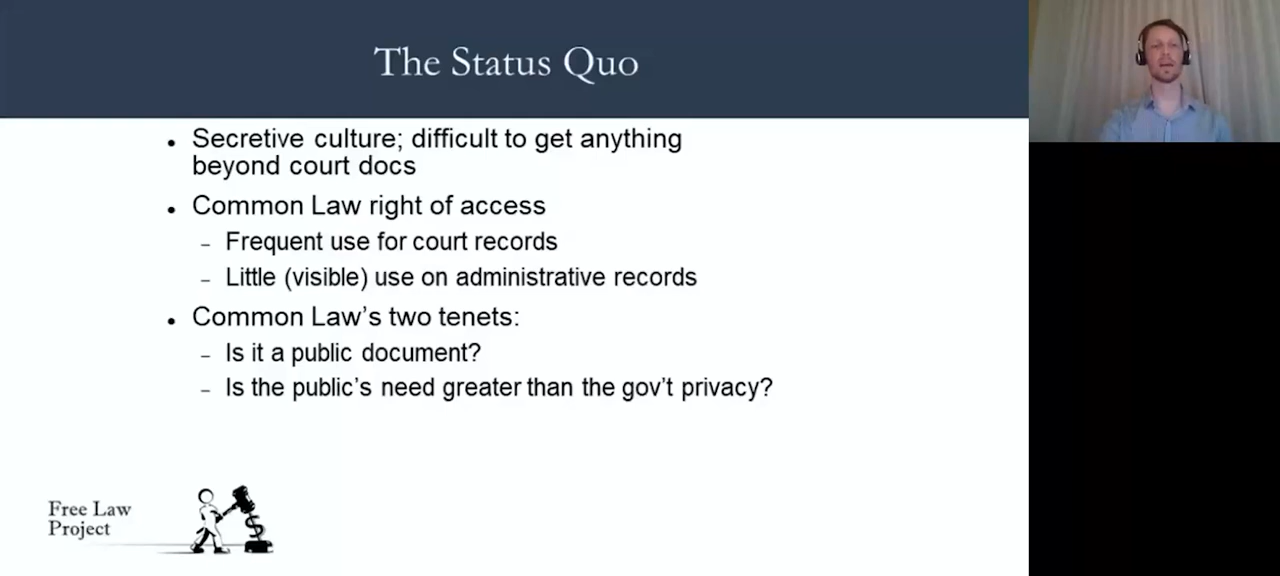 The Status Quo
• Secretive culture; difficult to get anything
beyond court docs
• Common Law right of access
– Frequent use for court records
– Little (visible) use on administrative records
• Common Law’s two tenets:
– Is it a public document?
– Is the public’s need greater than the gov’t privacy?
Free Law
Project
$